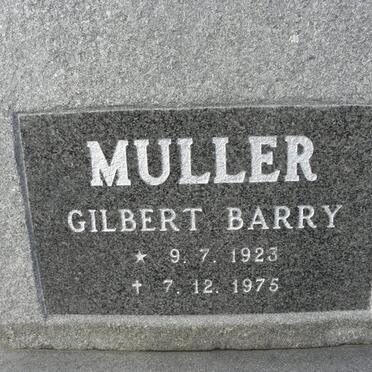 MULLER
GILBERT BARRY
★ 9. 7. 1923
✝ 7. 12. 1975